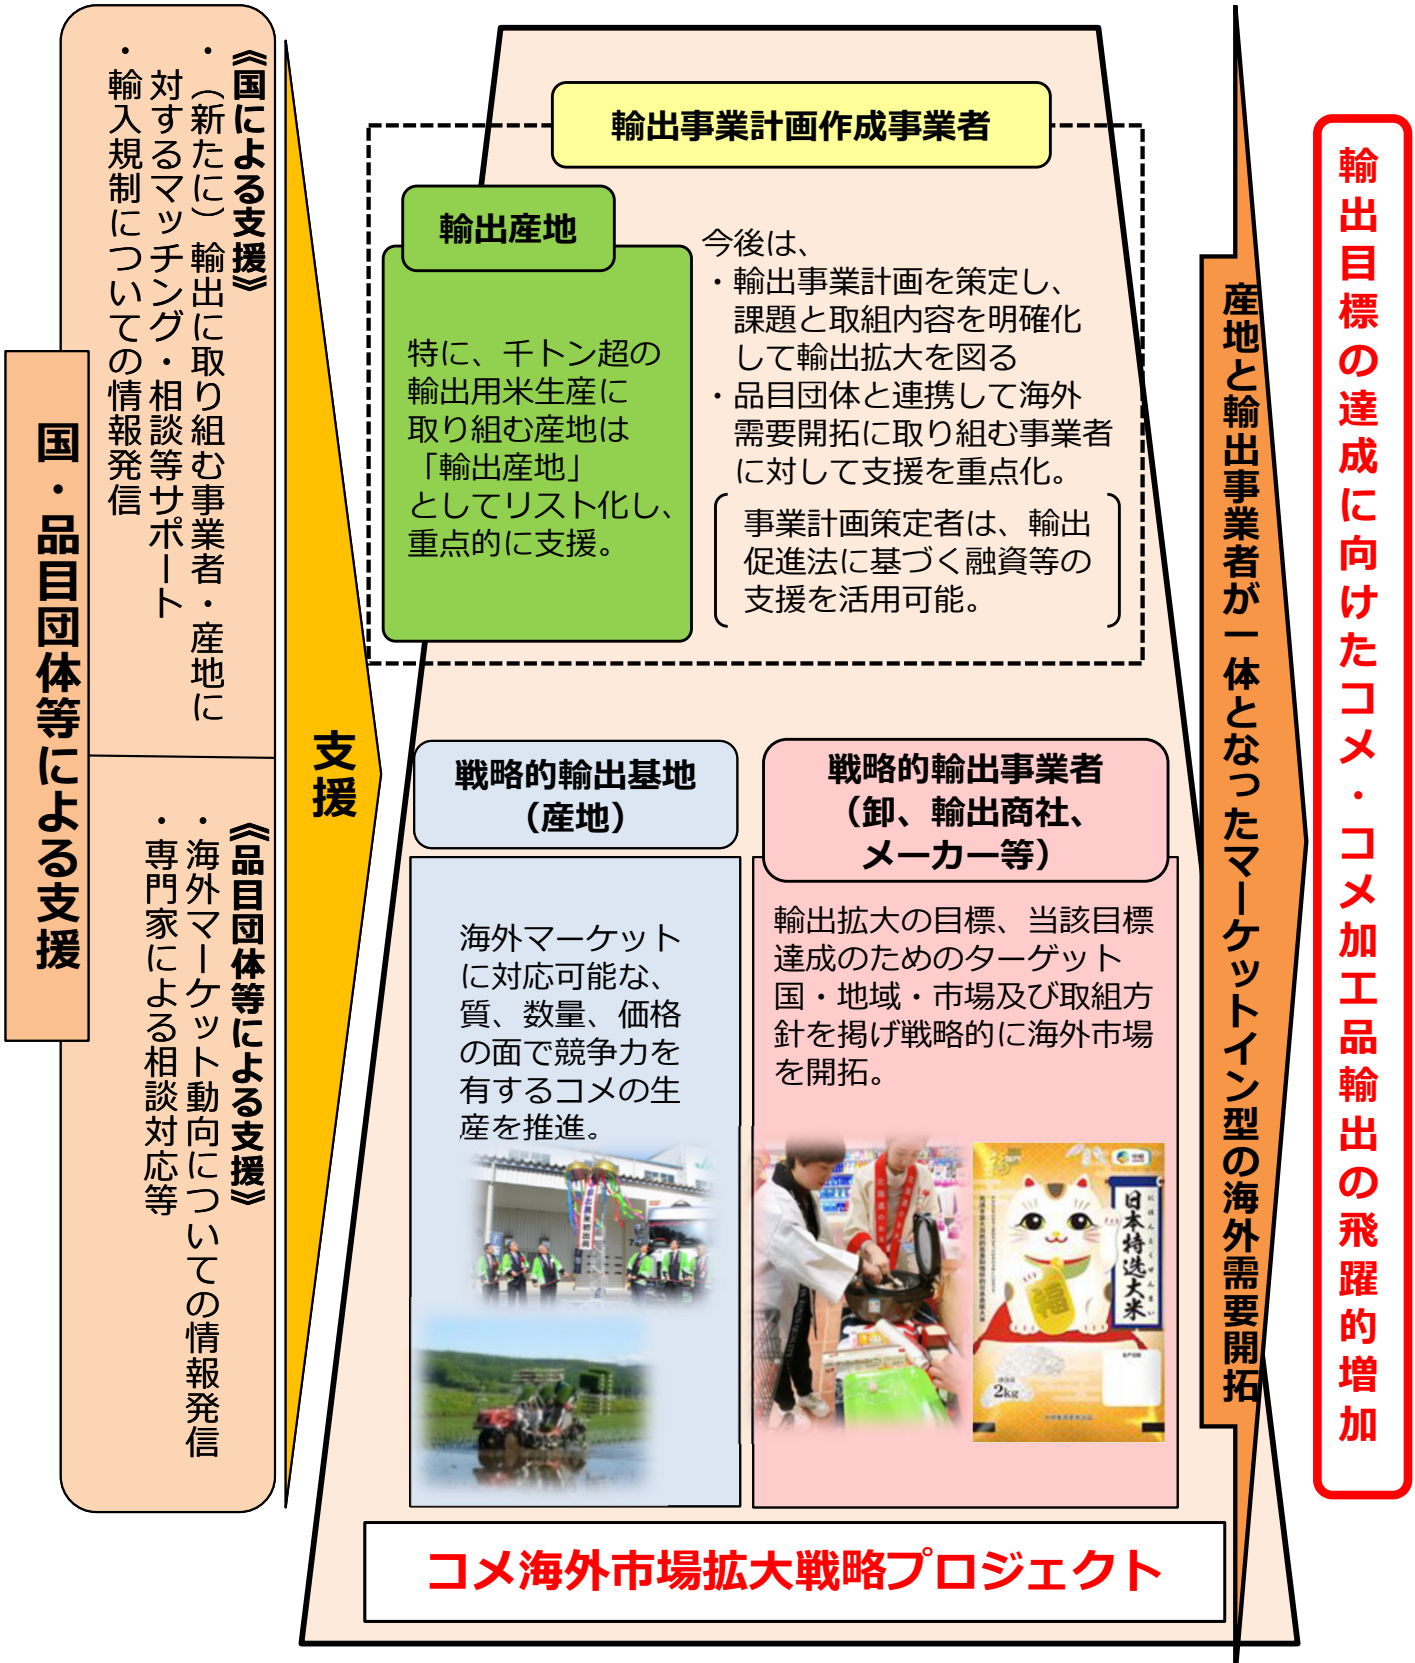 国・品目団体等による支援
《国による支援》
・（新たに）輸出に取り組む事業者・産地に
対するマッチング・相談等サポート
・輸入規制についての情報発信
《品目団体等による支援》
・海外マーケット動向についての情報発信
・専門家による相談対応等
支援
輸出事業計画作成事業者
輸出産地
特に、千トン超の
輸出用米生産に
取り組む産地は
「輸出産地」
としてリスト化し、
重点的に支援。
今後は、
・輸出事業計画を策定し、
課題と取組内容を明確化
して輸出拡大を図る
・品目団体と連携して海外
需要開拓に取り組む事業者
に対して支援を重点化。
事業計画策定者は、輸出
促進法に基づく融資等の
支援を活用可能。
戦略的輸出基地
（産地）
海外マーケット
に対応可能な、
質、数量、価格
の面で競争力を
有するコメの生
産を推進。
戦略的輸出事業者
（卸、輸出商社、
メーカー等）
輸出拡大の目標、当該目標
達成のためのターゲット
国・地域・市場及び取組方
針を掲げ戦略的に海外市場
を開拓。
日本特选大米
にほんとくせんまい
福
2kg
コメ海外市場拡大戦略プロジェクト
産地と輸出事業者が一体となったマーケットイン型の海外需要開拓
輸出目標の達成に向けたコメ・コメ加工品輸出の飛躍的増加